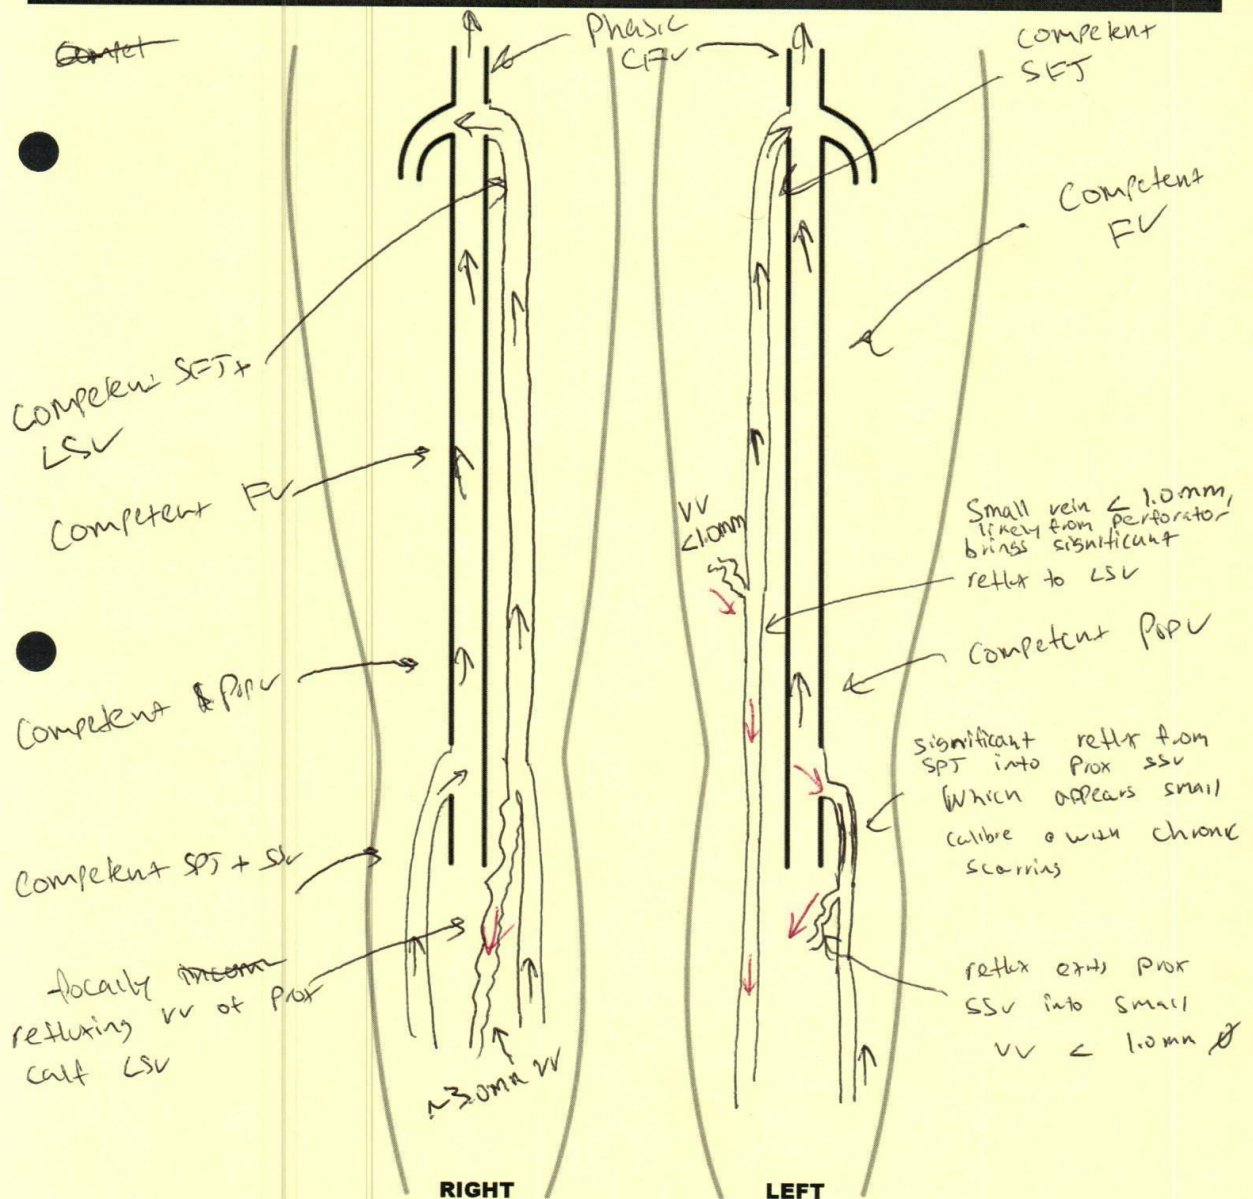 Compet
Phasic
CFV
Competent
SFJ
Competent
FV
Competent SFJ +
LSV
Competent FV
VV
<1.0mm
Small vein < 1.0mm,
likely from perforator
brings significant
reflux to LSV
Competent PopV
Competent PopV
significant reflux from
SPJ into Prox SSV
Which appears small
calibre with chronic
scarring
Competent SPJ + SSV
focally incom
refluxing VV of Prox
calf LSV
reflux exits Prox
SSV into small
VV < 1.0mm Ø
~3.0mm VV
RIGHT
LEFT